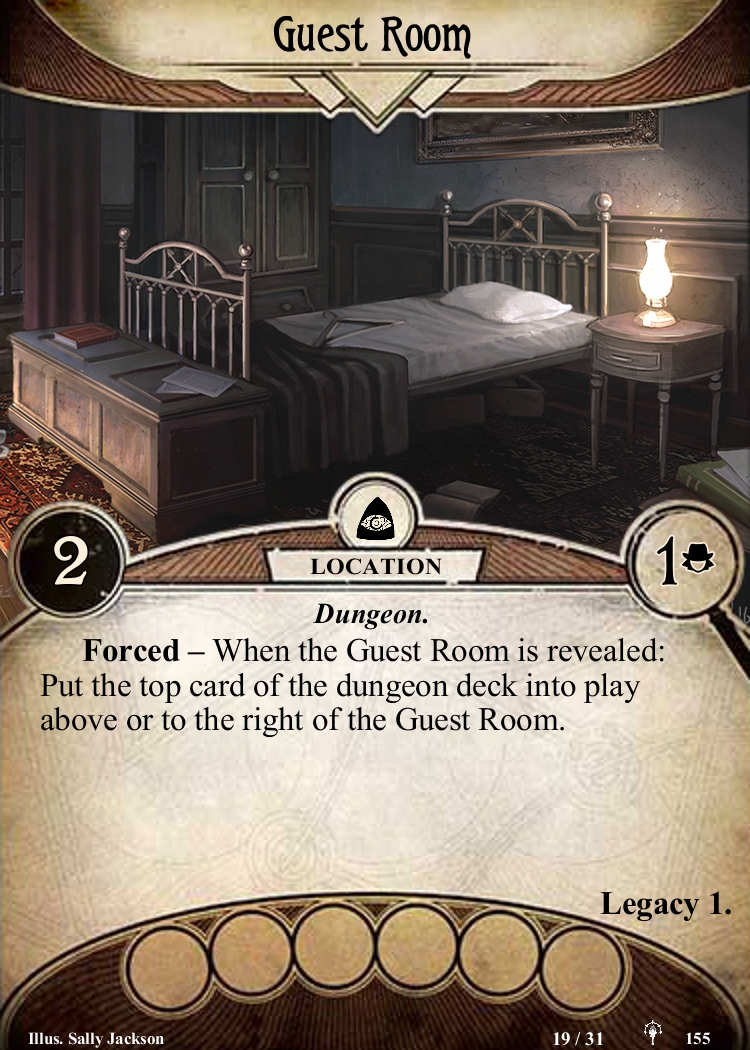 Guest Room
2
LOCATION
1
Dungeon.
Forced – When the Guest Room is revealed:
Put the top card of the dungeon deck into play
above or to the right of the Guest Room.
Legacy 1.
Illus. Sally Jackson
19 / 31
155